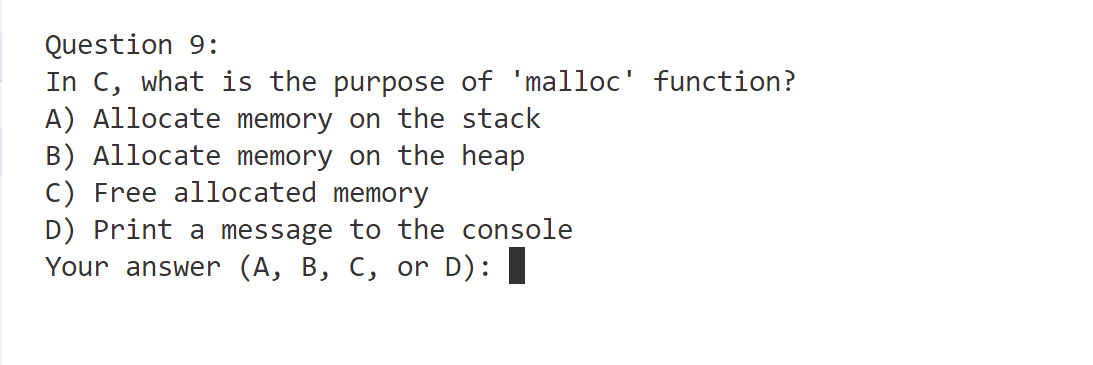 Question 9:
In C, what is the purpose of 'malloc' function?
A) Allocate memory on the stack
B) Allocate memory on the heap
C) Free allocated memory
D) Print a message to the console
Your answer (A, B, C, or D):